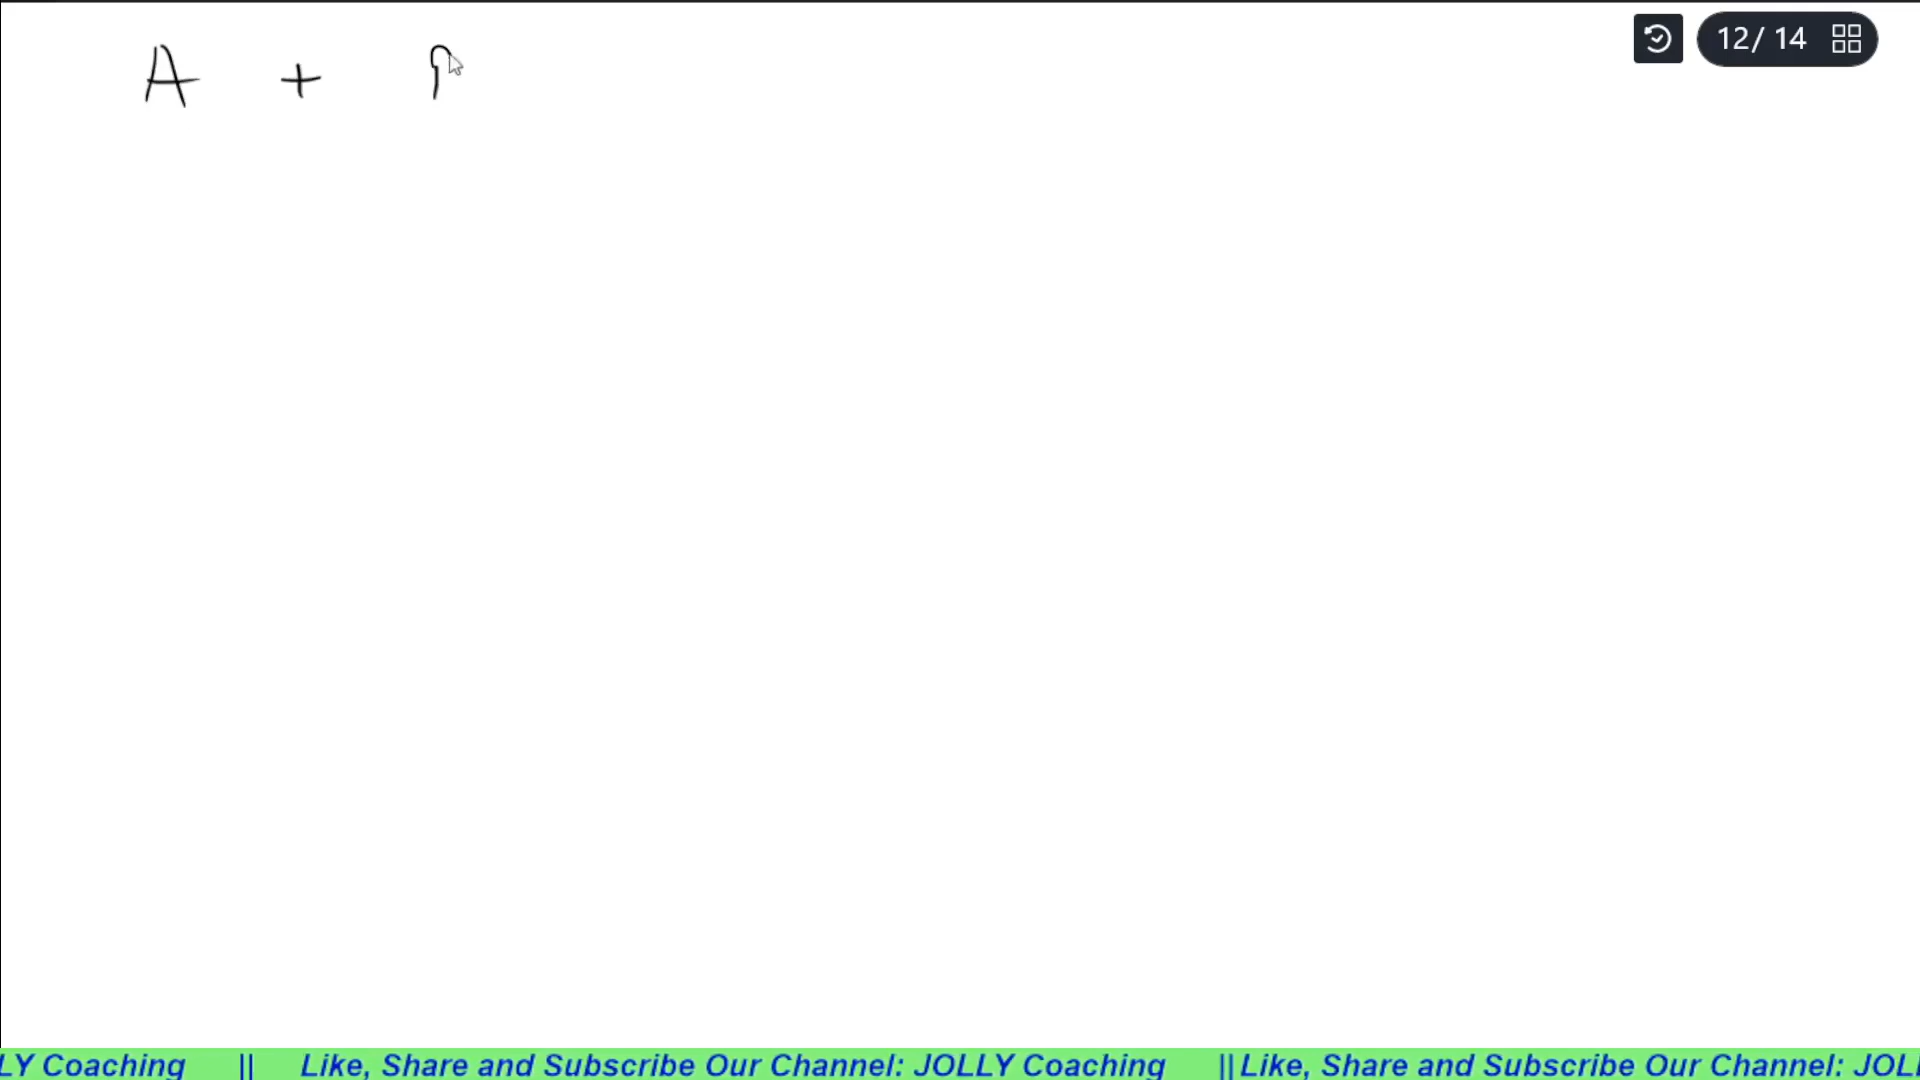 A +
12/ 14
LY Coaching || Like, Share and Subscribe Our Channel: JOLLY Coaching || Like, Share and Subscribe Our Channel: JOL